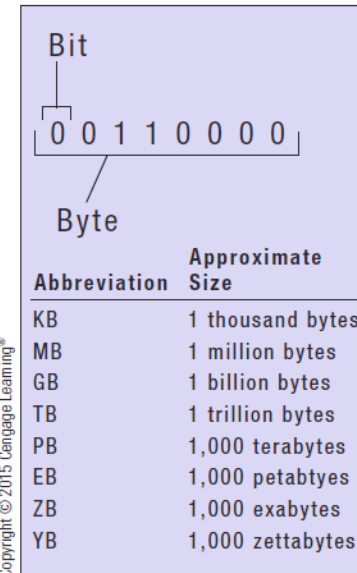 Bit
0 0 1 1 0 0 0 0
Byte
Approximate
Abbreviation Size
KB 1 thousand bytes
MB 1 million bytes
GB 1 billion bytes
TB 1 trillion bytes
PB 1,000 terabytes
EB 1,000 petabtyes
ZB 1,000 exabytes
YB 1,000 zettabytes
Copyright © 2015 Cengage Learning®